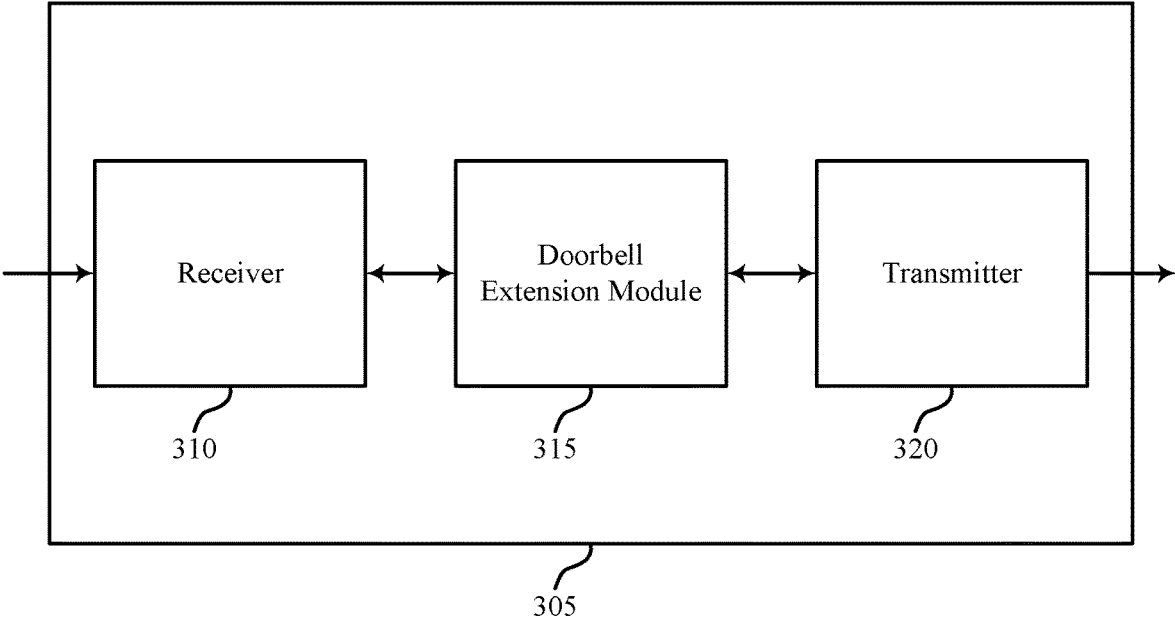 Receiver
Doorbell
Extension Module
Transmitter
310
315
320
305